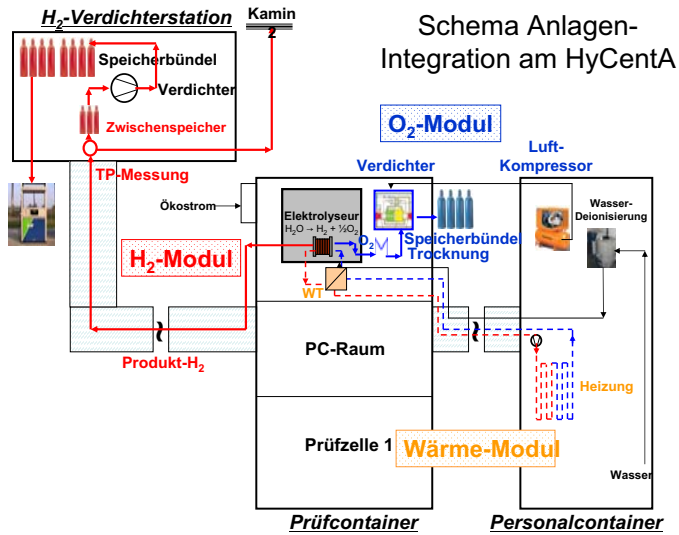 H₂-Verdichterstation
Kamin
2
Schema Anlagen-
Integration am HyCentA
Speicherbündel
Verdichter
Zwischenspeicher
O₂-Modul
TP-Messung
Verdichter
Luft-
Kompressor
Ökostrom
Elektrolyseur
H₂O → H₂ + ½O₂
O₂
Wasser-
Deionisierung
Speicherbündel
Trocknung
H₂-Modul
WT
Produkt-H₂
PC-Raum
Heizung
Prüfzelle 1
Wärme-Modul
Wasser
Prüfcontainer
Personalcontainer